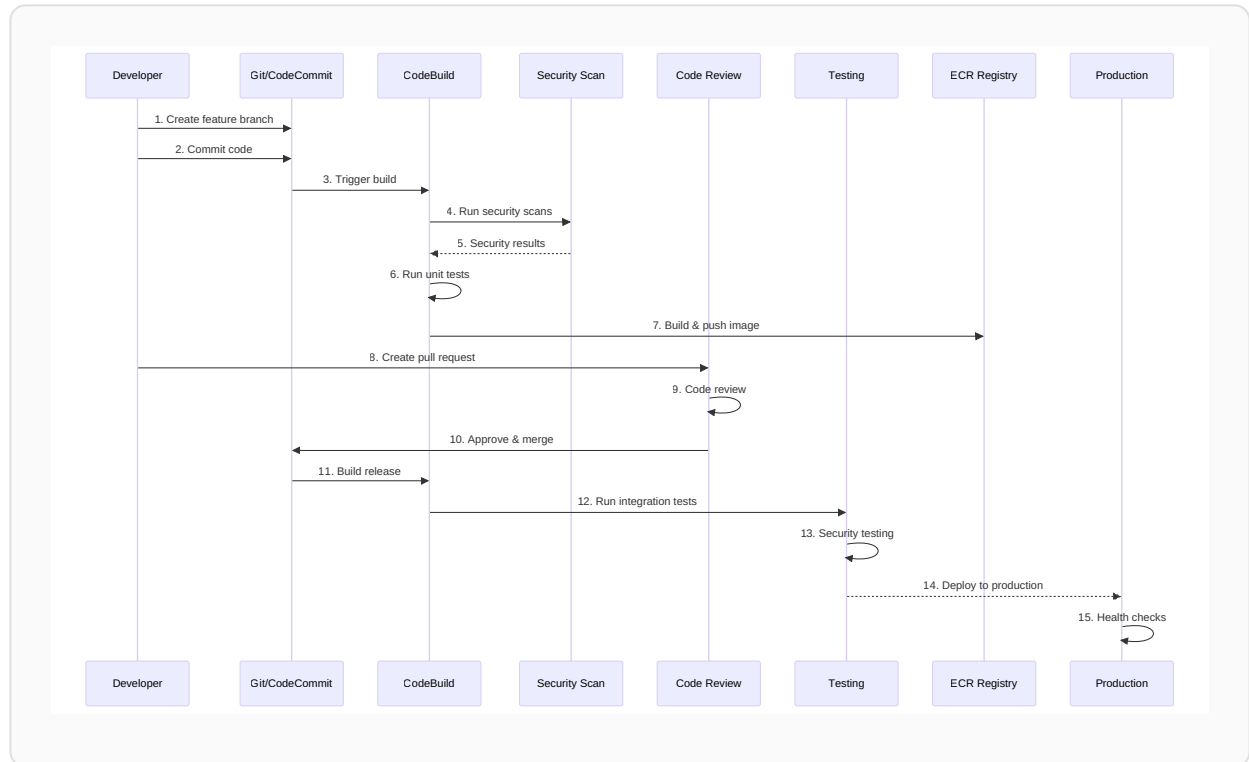 Developer
Git/CodeCommit
CodeBuild
Security Scan
Code Review
Testing
ECR Registry
Production
1. Create feature branch
2. Commit code
3. Trigger build
4. Run security scans
5. Security results
6. Run unit tests
7. Build & push image
8. Create pull request
9. Code review
10. Approve & merge
11. Build release
12. Run integration tests
13. Security testing
14. Deploy to production
15. Health checks
Developer
Git/CodeCommit
CodeBuild
Security Scan
Code Review
Testing
ECR Registry
Production